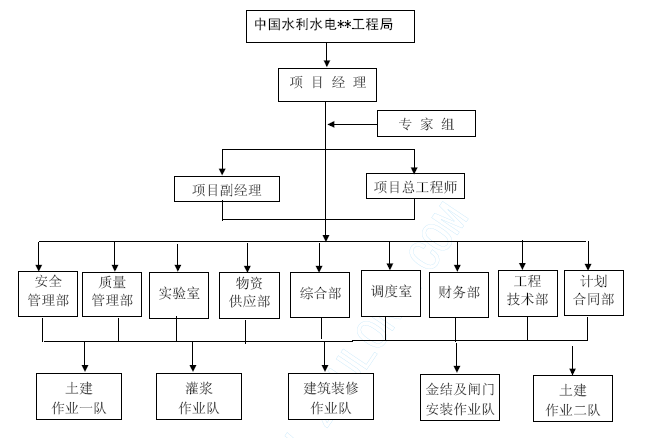 中国水利水电**工程局
项 目 经 理
专 家 组
项目副经理
项目总工程师
安全
管理部
质量
管理部
实验室
物资
供应部
综合部
调度室
财务部
工程
技术部
计划
合同部
土建
作业一队
灌浆
作业队
建筑装修
作业队
金结及闸门
安装作业队
土建
作业二队